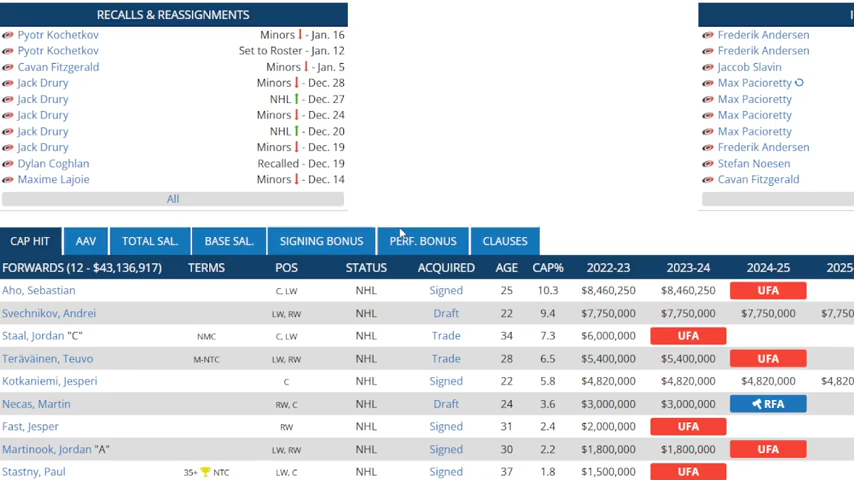 RECALLS & REASSIGNMENTS
Pyotr Kochetkov Minors - Jan. 16
Pyotr Kochetkov Set to Roster - Jan. 12
Cavan Fitzgerald Minors - Jan. 5
Jack Drury Minors - Dec. 28
Jack Drury NHL - Dec. 27
Jack Drury Minors - Dec. 24
Jack Drury NHL - Dec. 20
Jack Drury Minors - Dec. 19
Dylan Coghlan Recalled - Dec. 19
Maxime Lajoie Minors - Dec. 14
All
Frederik Andersen
Frederik Andersen
Jaccob Slavin
Max Pacioretty
Max Pacioretty
Max Pacioretty
Max Pacioretty
Frederik Andersen
Stefan Noesen
Cavan Fitzgerald
CAP HIT AAV TOTAL SAL. BASE SAL. SIGNING BONUS PERF. BONUS CLAUSES
FORWARDS (12 - $43,136,917) TERMS POS STATUS ACQUIRED AGE CAP% 2022-23 2023-24 2024-25 2025-
Aho, Sebastian C, LW NHL Signed 25 10.3 $8,460,250 $8,460,250 UFA
Svechnikov, Andrei LW, RW NHL Draft 22 9.4 $7,750,000 $7,750,000 $7,750,000 $7,750
Staal, Jordan "C" NMC C, LW NHL Trade 34 7.3 $6,000,000 UFA
Teräväinen, Teuvo M-NTC LW, RW NHL Trade 28 6.5 $5,400,000 $5,400,000 UFA
Kotkaniemi, Jesperi C NHL Signed 22 5.8 $4,820,000 $4,820,000 $4,820,000 $4,82
Necas, Martin RW, C NHL Draft 24 3.6 $3,000,000 $3,000,000 RFA
Fast, Jesper RW NHL Signed 31 2.4 $2,000,000 UFA
Martinook, Jordan "A" LW, RW NHL Signed 30 2.2 $1,800,000 $1,800,000 UFA
Stastny, Paul 35+ NTC LW, C NHL Signed 37 1.8 $1,500,000 UFA